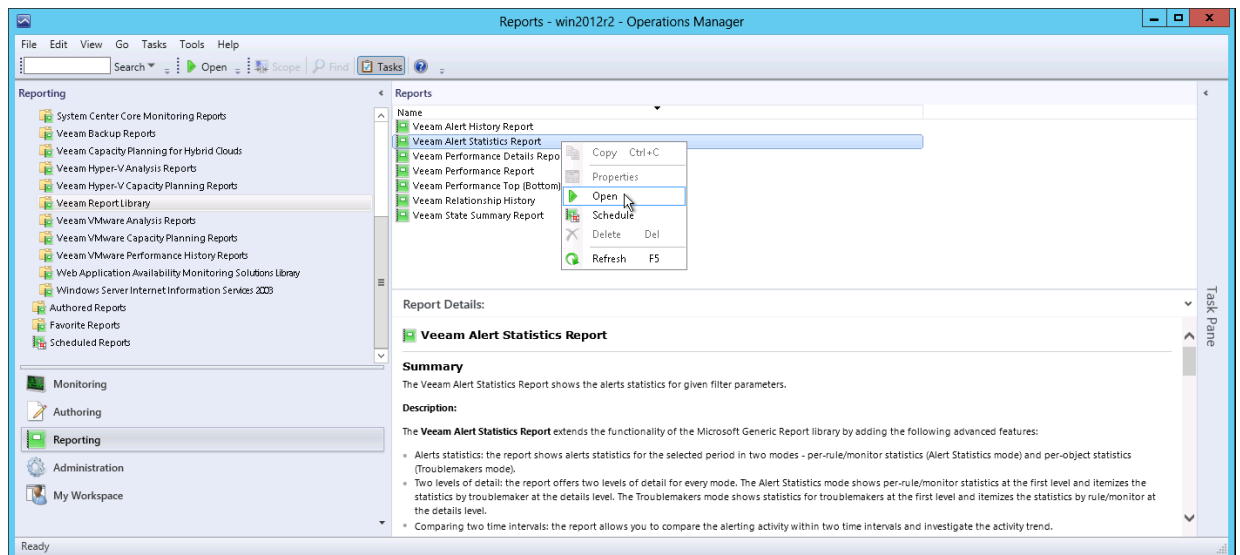 Reports - win2012r2 - Operations Manager
File Edit View Go Tasks Tools Help
Search Open Scope Find Tasks
Reporting
System Center Core Monitoring Reports
Veeam Backup Reports
Veeam Capacity Planning for Hybrid Clouds
Veeam Hyper-V Analysis Reports
Veeam Hyper-V Capacity Planning Reports
Veeam Report Library
Veeam VMware Analysis Reports
Veeam VMware Capacity Planning Reports
Veeam VMware Performance History Reports
Web Application Availability Monitoring Solutions Library
Windows Server Internet Information Services 2003
Authored Reports
Favorite Reports
Scheduled Reports
Monitoring
Authoring
Reporting
Administration
My Workspace
Reports
Name
Veeam Alert History Report
Veeam Alert Statistics Report
Veeam Performance Details Repo
Veeam Performance Report
Veeam Performance Top (Bottom)
Veeam Relationship History
Veeam State Summary Report
Copy Ctrl+C
Properties
Open
Schedule
Delete Del
Refresh F5
Report Details:
Veeam Alert Statistics Report
Summary
The Veeam Alert Statistics Report shows the alerts statistics for given filter parameters.
Description:
The Veeam Alert Statistics Report extends the functionality of the Microsoft Generic Report library by adding the following advanced features:
Alerts statistics: the report shows alerts statistics for the selected period in two modes - per-rule/monitor statistics (Alert Statistics mode) and per-object statistics
(Troublemakers mode).
Two levels of detail: the report offers two levels of detail for every mode. The Alert Statistics mode shows per-rule/monitor statistics at the first level and itemizes the
statistics by troublemaker at the details level. The Troublemakers mode shows statistics for troublemakers at the first level and itemizes the statistics by rule/monitor at
the details level.
Comparing two time intervals: the report allows you to compare the alerting activity within two time intervals and investigate the activity trend.
Task Pane
Ready